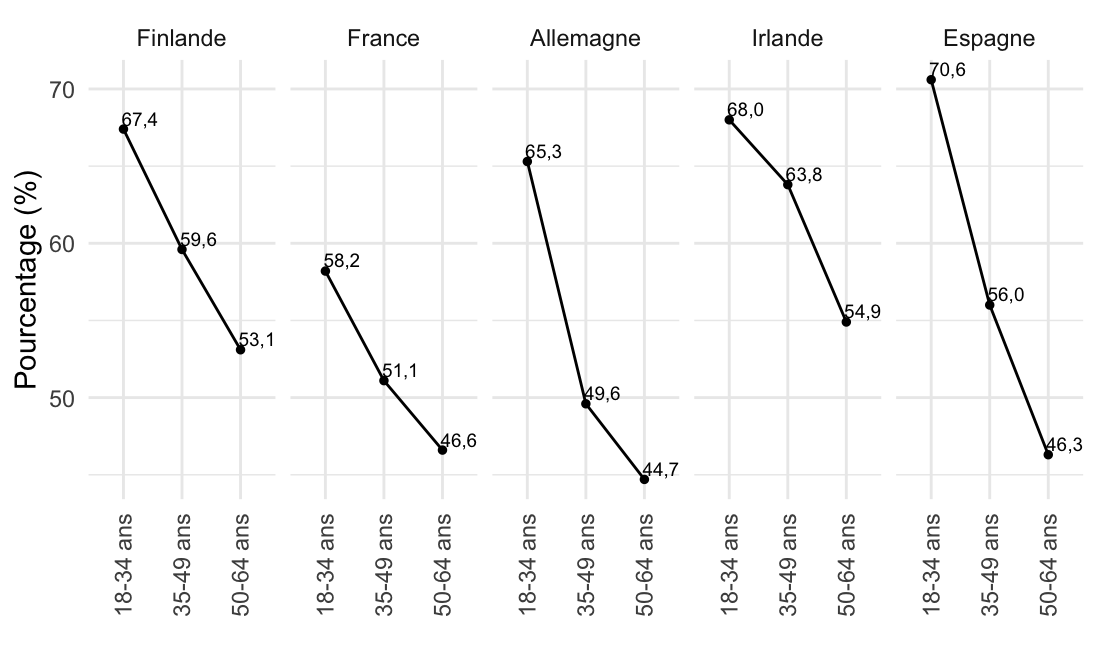 Finlande
France
Allemagne
Irlande
Espagne
Pourcentage (%)
70
60
50
67,4
59,6
53,1
58,2
51,1
46,6
65,3
49,6
44,7
68,0
63,8
54,9
70,6
56,0
46,3
18-34 ans
35-49 ans
50-64 ans
18-34 ans
35-49 ans
50-64 ans
18-34 ans
35-49 ans
50-64 ans
18-34 ans
35-49 ans
50-64 ans
18-34 ans
35-49 ans
50-64 ans